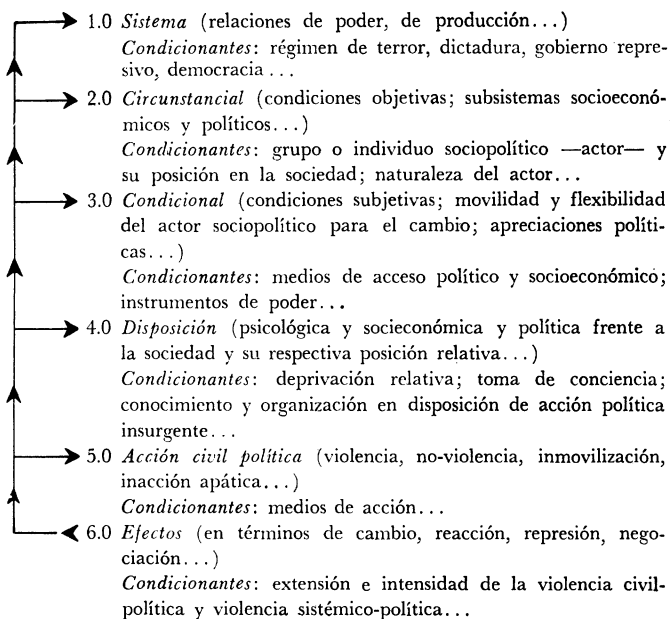 1.0 Sistema (relaciones de poder, de producción...)
Condicionantes: régimen de terror, dictadura, gobierno repre-
sivo, democracia ...
2.0 Circunstancial (condiciones objetivas; subsistemas socioeconó-
micos y políticos...)
Condicionantes: grupo o individuo sociopolítico —actor— y
su posición en la sociedad; naturaleza del actor...
3.0 Condicional (condiciones subjetivas; movilidad y flexibilidad
del actor sociopolítico para el cambio; apreciaciones políti-
cas...)
Condicionantes: medios de acceso político y socioeconómico;
instrumentos de poder...
4.0 Disposición (psicológica y socieconómica y política frente a
la sociedad y su respectiva posición relativa...)
Condicionantes: deprivación relativa; toma de conciencia;
conocimiento y organización en disposición de acción política
insurgente...
5.0 Acción civil política (violencia, no-violencia, inmovilización,
inacción apática...)
Condicionantes: medios de acción...
6.0 Efectos (en términos de cambio, reacción, represión, nego-
ciación...)
Condicionantes: extensión e intensidad de la violencia civil-
política y violencia sistémico-política...